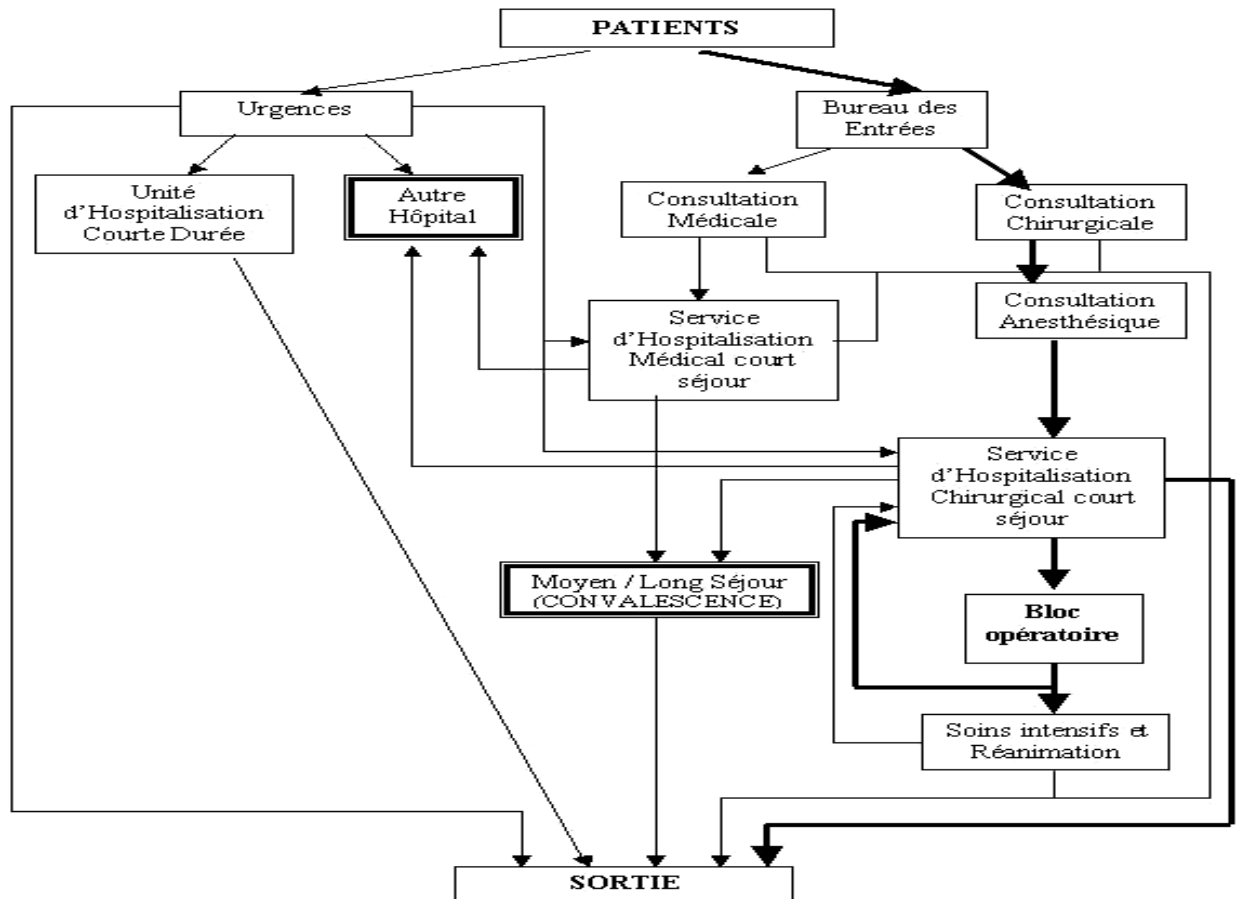 PATIENTS
Urgences
Bureau des
Entrées
Unité
d'Hospitalisation
Courte Durée
Autre
Hôpital
Consultation
Médicale
Consultation
Chirurgicale
Consultation
Anesthésique
Service
d'Hospitalisation
Médical court
séjour
Service
d'Hospitalisation
Chirurgical court
séjour
Moyen / Long Séjour
(CONVALESCENCE)
Bloc
opératoire
Soins intensifs et
Réanimation
SORTIE